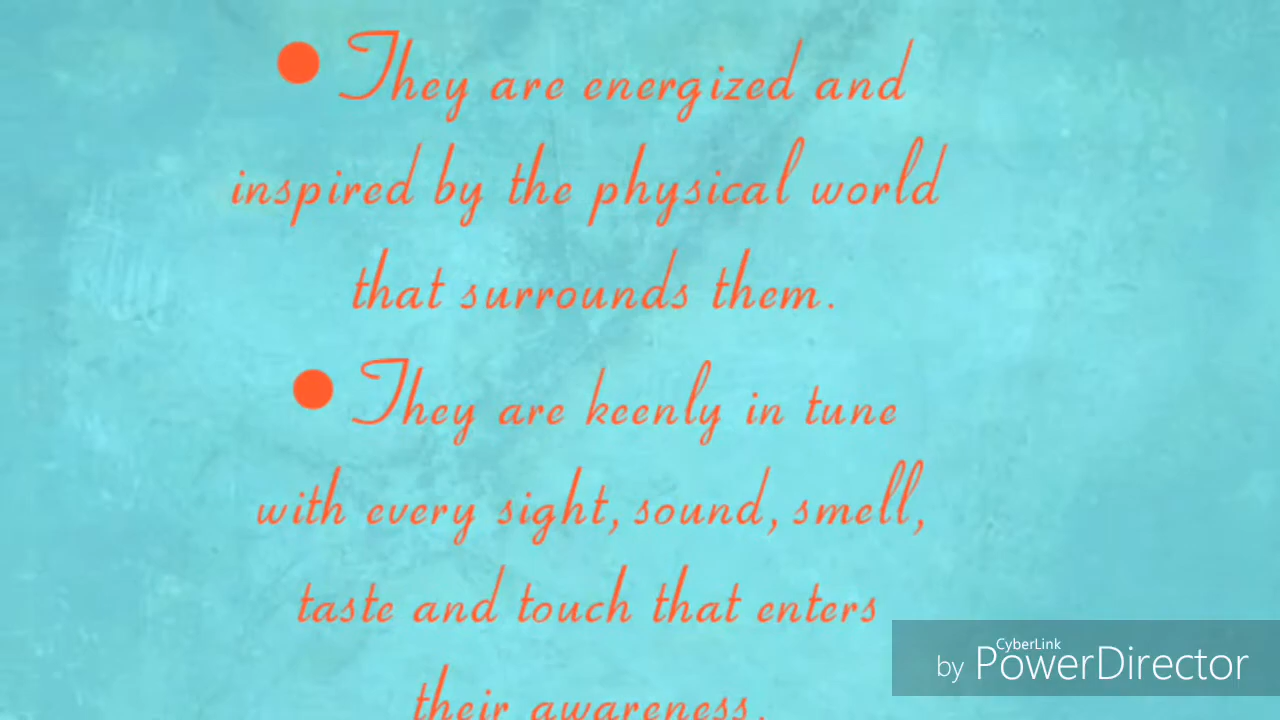 ● They are energized and
inspired by the physical world
that surrounds them.
● They are keenly in tune
with every sight, sound, smell,
taste and touch that enters
their awareness.
CyberLink
by PowerDirector